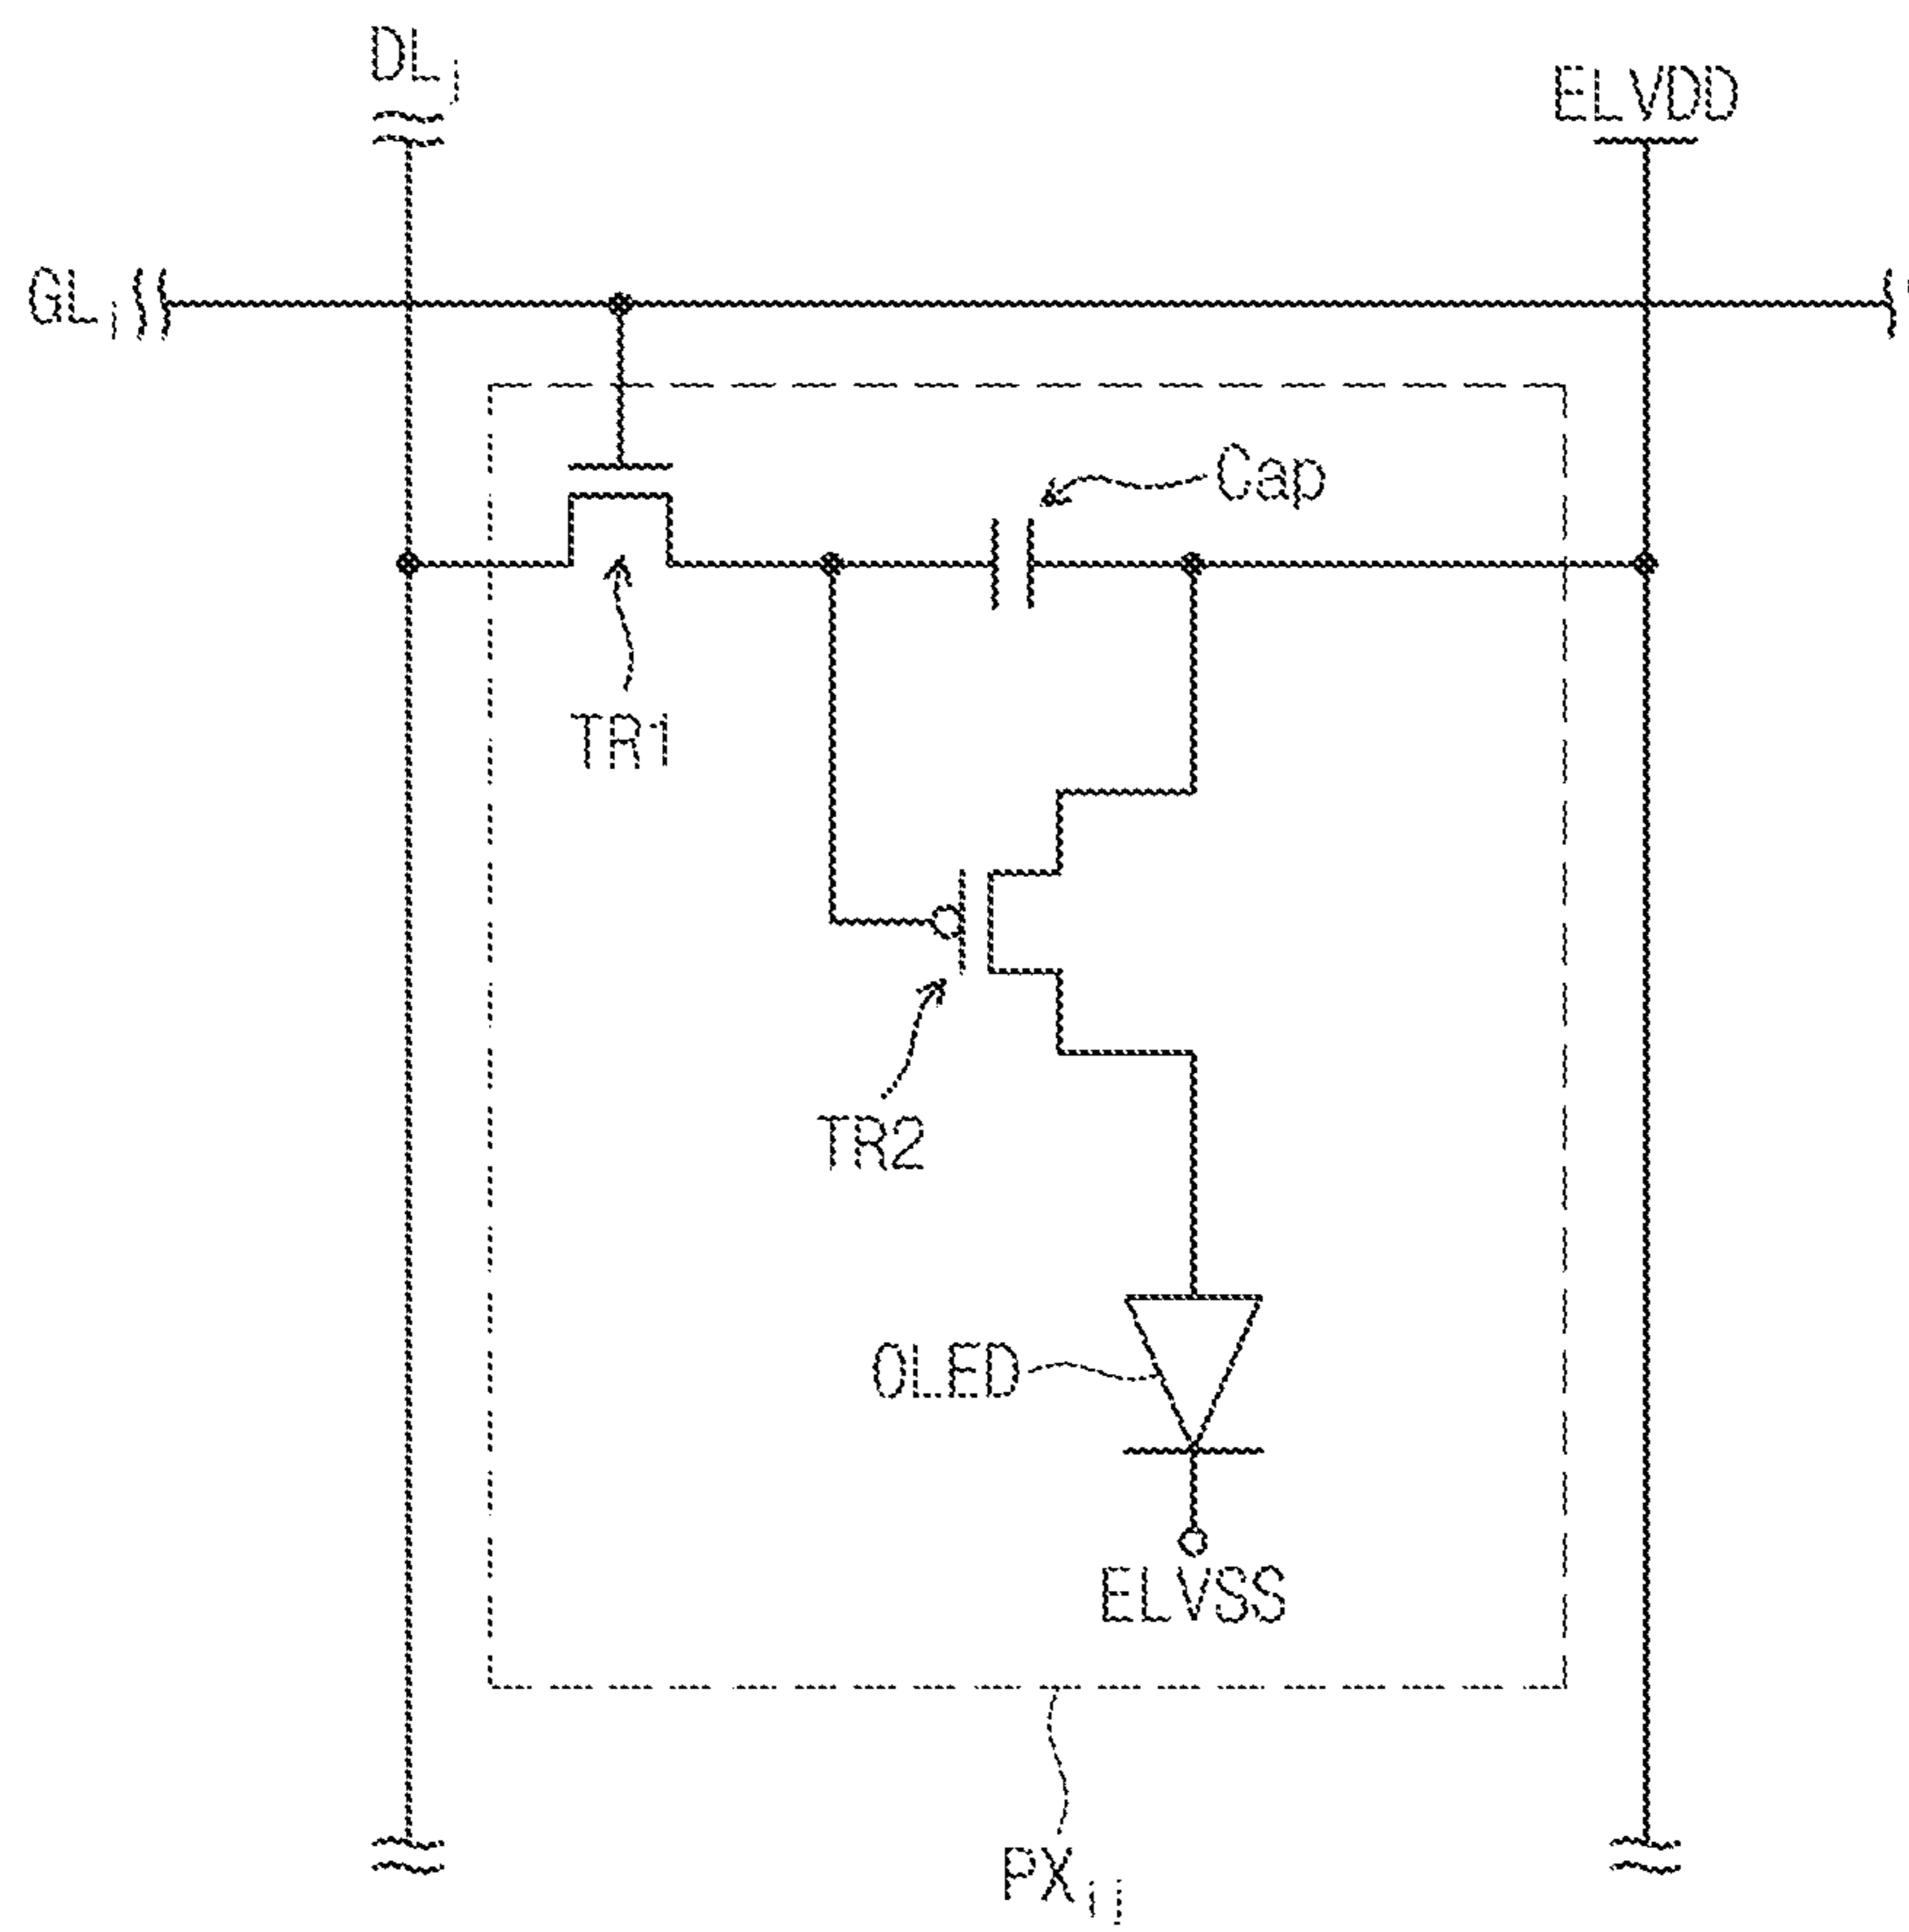 DLj
ELVDD
GLi
Cap
TR1
TR2
OLED
ELVSS
PXij